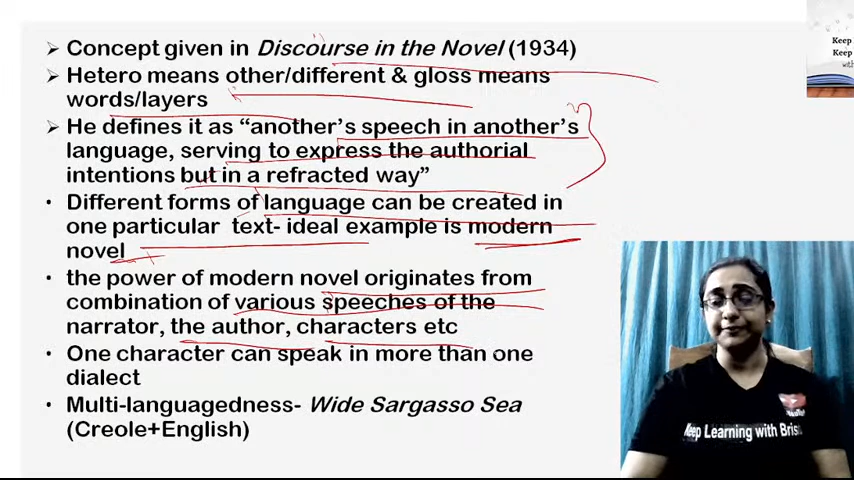 Concept given in Discourse in the Novel (1934)
Hetero means other/different & gloss means
words/layers
He defines it as “another’s speech in another’s
language, serving to express the authorial
intentions but in a refracted way”
Different forms of language can be created in
one particular text- ideal example is modern
novel
the power of modern novel originates from
combination of various speeches of the
narrator, the author, characters etc
One character can speak in more than one
dialect
Multi-languagedness- Wide Sargasso Sea
(Creole+English)
Keep
Keep
with
Keep Learning with Bris